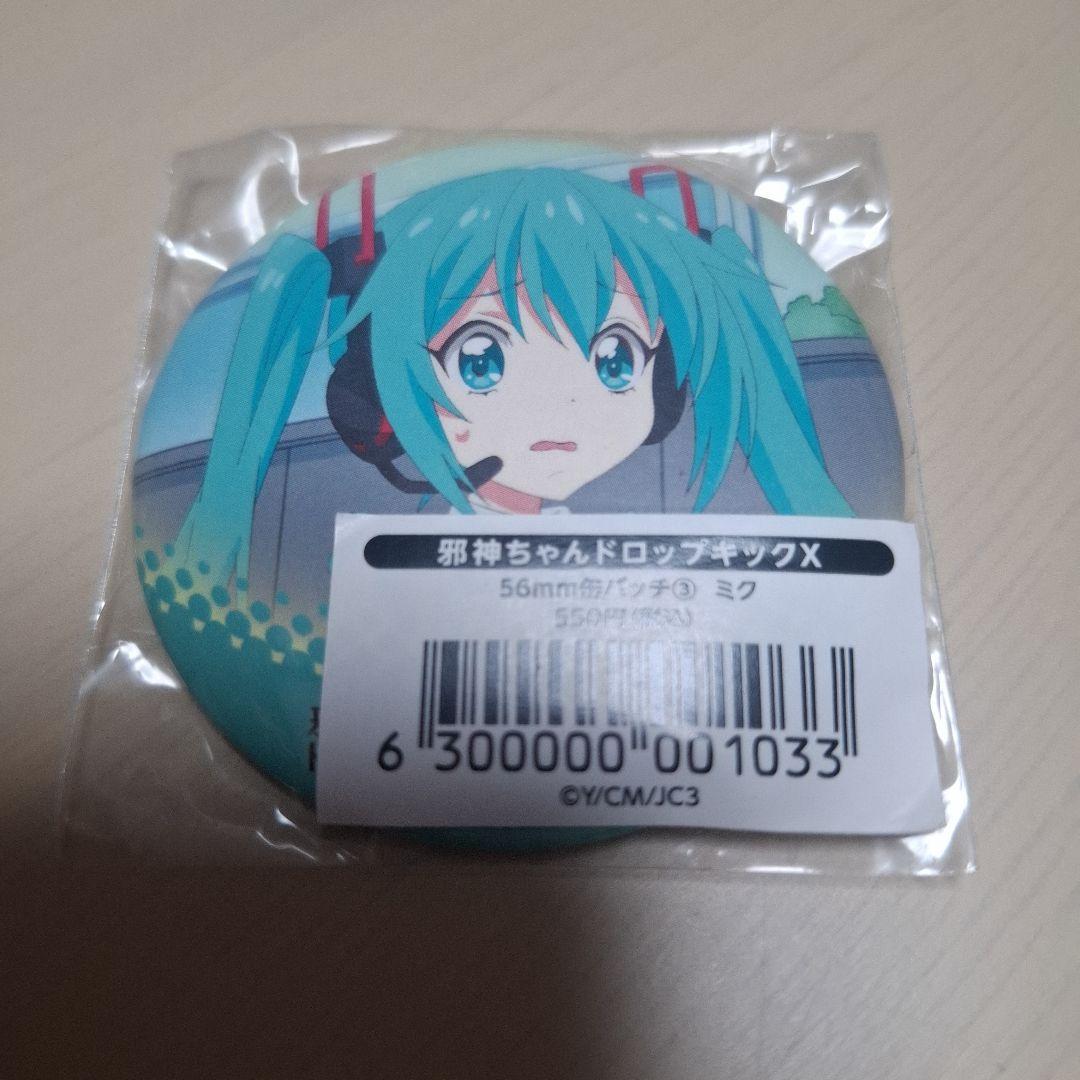 邪神ちゃんドロップキックX
56mm缶バッチ③ ミク
550円(税込)
6 300000 001033
©Y/CM/JC3